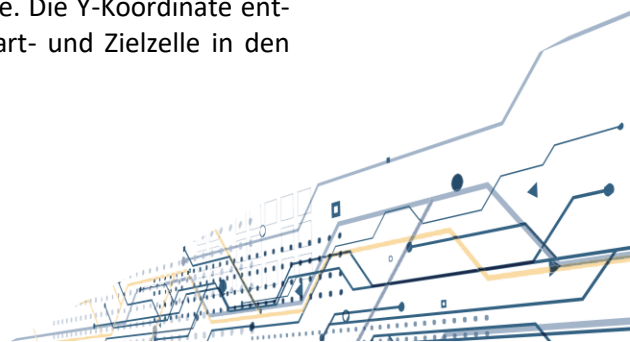 e. Die Y-Koordinate ent-
art- und Zielzelle in den